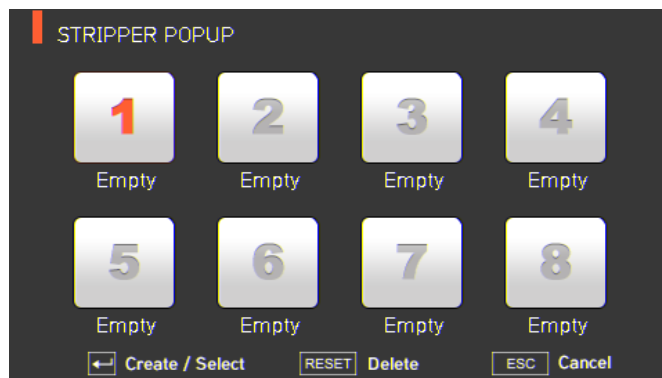 STRIPPER POPUP
1 2 3 4
Empty Empty Empty Empty
5 6 7 8
Empty Empty Empty Empty
Create / Select RESET Delete ESC Cancel